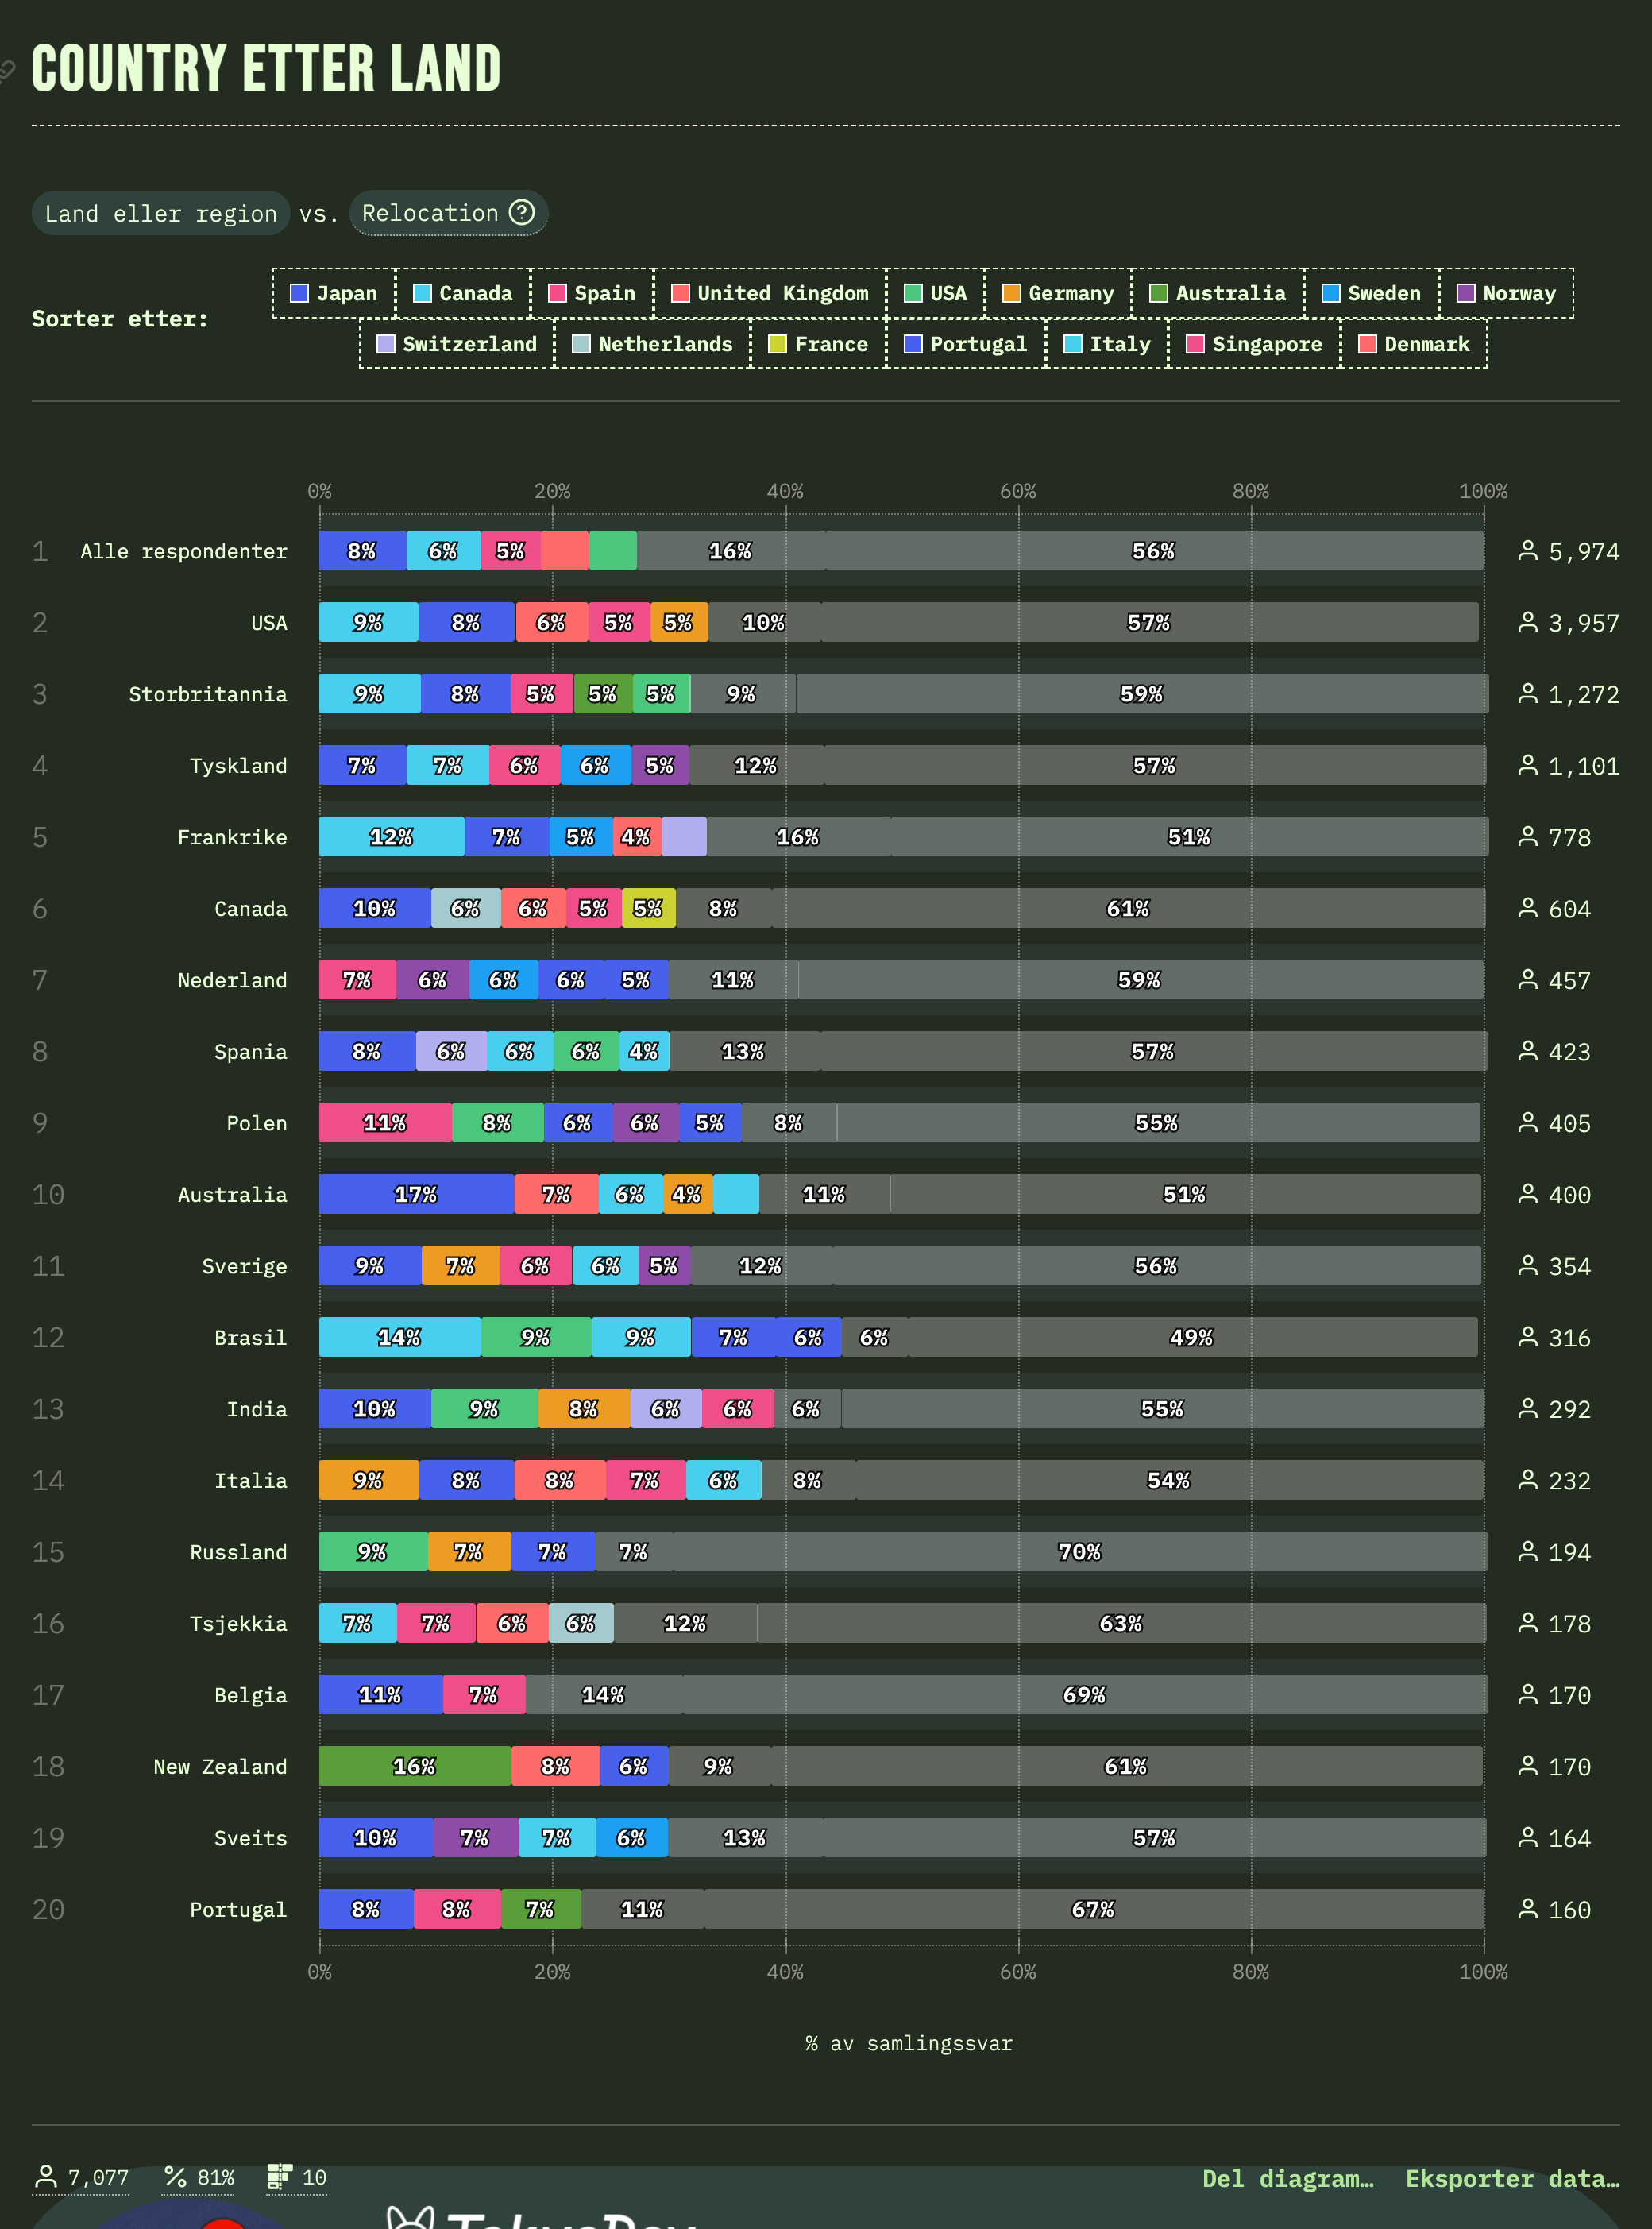 COUNTRY ETTER LAND
Land eller region vs. Relocation ?
Sorter etter:
Japan Canada Spain United Kingdom USA Germany Australia Sweden Norway
Switzerland Netherlands France Portugal Italy Singapore Denmark
0% 20% 40% 60% 80% 100%
1 Alle respondenter 8% 6% 5% 16% 56% 5,974
2 USA 9% 8% 6% 5% 5% 10% 57% 3,957
3 Storbritannia 9% 8% 5% 5% 5% 9% 59% 1,272
4 Tyskland 7% 7% 6% 6% 5% 12% 57% 1,101
5 Frankrike 12% 7% 5% 4% 16% 51% 778
6 Canada 10% 6% 6% 5% 5% 8% 61% 604
7 Nederland 7% 6% 6% 6% 5% 11% 59% 457
8 Spania 8% 6% 6% 6% 4% 13% 57% 423
9 Polen 11% 8% 6% 6% 5% 8% 55% 405
10 Australia 17% 7% 6% 4% 11% 51% 400
11 Sverige 9% 7% 6% 6% 5% 12% 56% 354
12 Brasil 14% 9% 9% 7% 6% 6% 49% 316
13 India 10% 9% 8% 6% 6% 6% 55% 292
14 Italia 9% 8% 8% 7% 6% 8% 54% 232
15 Russland 9% 7% 7% 7% 70% 194
16 Tsjekkia 7% 7% 6% 6% 12% 63% 178
17 Belgia 11% 7% 14% 69% 170
18 New Zealand 16% 8% 6% 9% 61% 170
19 Sveits 10% 7% 7% 6% 13% 57% 164
20 Portugal 8% 8% 7% 11% 67% 160
0% 20% 40% 60% 80% 100%
% av samlingssvar
7,077 81% 10 Del diagram… Eksporter data…
TokyoDev